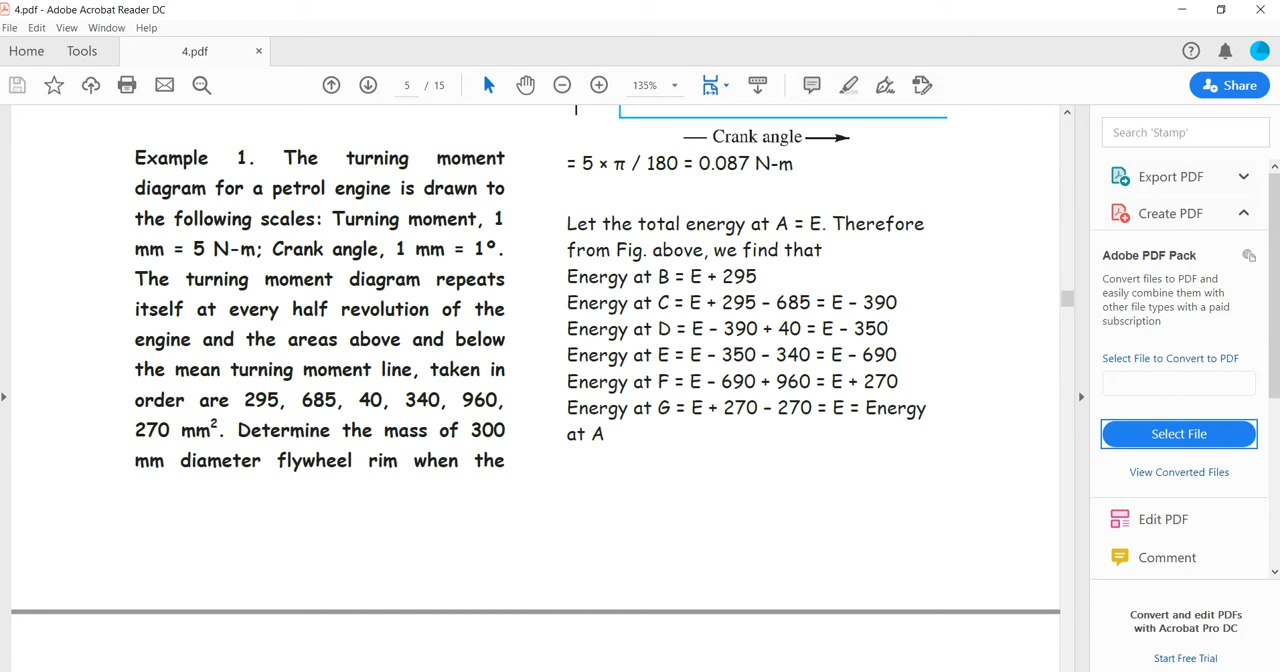 4.pdf - Adobe Acrobat Reader DC
File Edit View Window Help
Home Tools 4.pdf ×
5 / 15 135% Share
Crank angle
= 5 × π / 180 = 0.087 N-m
Example 1. The turning moment
diagram for a petrol engine is drawn to
the following scales: Turning moment, 1
mm = 5 N-m; Crank angle, 1 mm = 1º.
The turning moment diagram repeats
itself at every half revolution of the
engine and the areas above and below
the mean turning moment line, taken in
order are 295, 685, 40, 340, 960,
270 mm². Determine the mass of 300
mm diameter flywheel rim when the
Let the total energy at A = E. Therefore
from Fig. above, we find that
Energy at B = E + 295
Energy at C = E + 295 – 685 = E – 390
Energy at D = E – 390 + 40 = E – 350
Energy at E = E – 350 – 340 = E – 690
Energy at F = E – 690 + 960 = E + 270
Energy at G = E + 270 – 270 = E = Energy
at A
Search 'Stamp'
Export PDF
Create PDF
Adobe PDF Pack
Convert files to PDF and
easily combine them with
other file types with a paid
subscription
Select File to Convert to PDF
Select File
View Converted Files
Edit PDF
Comment
Convert and edit PDFs
with Acrobat Pro DC
Start Free Trial